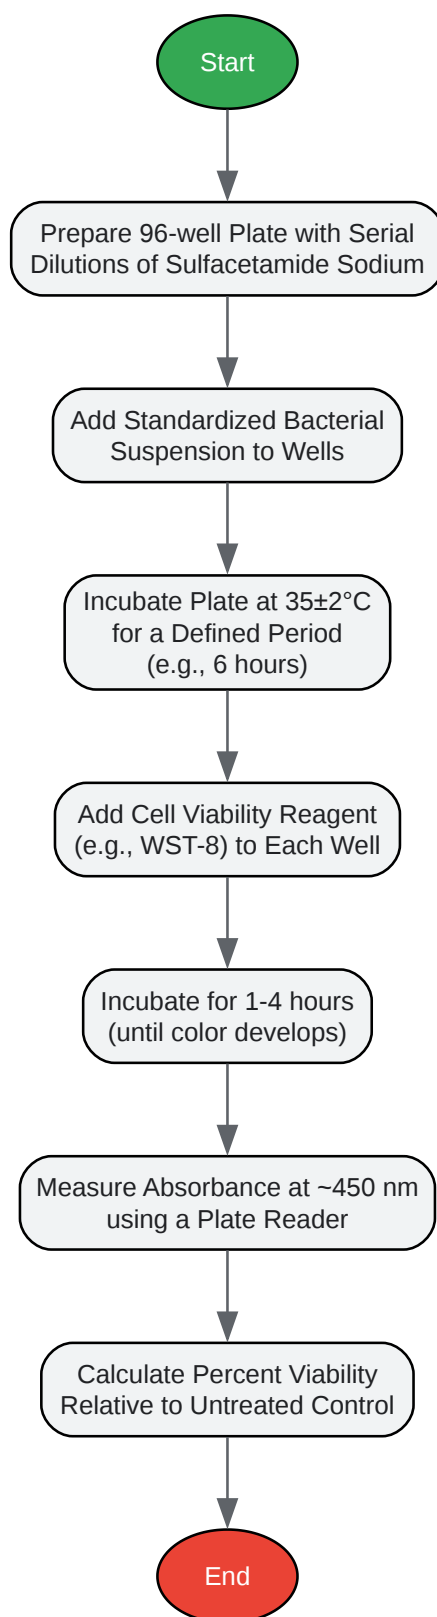 Start
Prepare 96-well Plate with Serial
Dilutions of Sulfacetamide Sodium
Add Standardized Bacterial
Suspension to Wells
Incubate Plate at 35±2°C
for a Defined Period
(e.g., 6 hours)
Add Cell Viability Reagent
(e.g., WST-8) to Each Well
Incubate for 1-4 hours
(until color develops)
Measure Absorbance at ~450 nm
using a Plate Reader
Calculate Percent Viability
Relative to Untreated Control
End